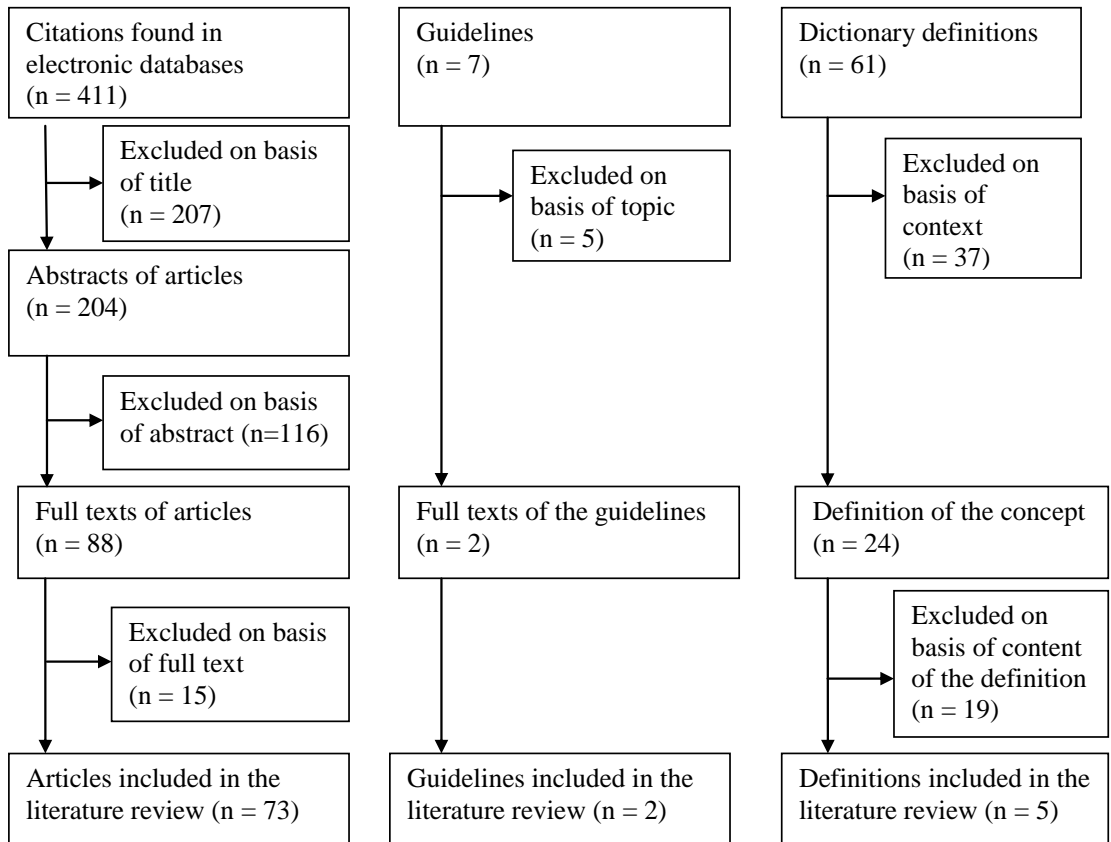 Citations found in
electronic databases
(n = 411)
Excluded on basis
of title
(n = 207)
Abstracts of articles
(n = 204)
Excluded on basis
of abstract (n=116)
Full texts of articles
(n = 88)
Excluded on basis
of full text
(n = 15)
Articles included in the
literature review (n = 73)
Guidelines
(n = 7)
Excluded on
basis of topic
(n = 5)
Full texts of the guidelines
(n = 2)
Guidelines included in the
literature review (n = 2)
Dictionary definitions
(n = 61)
Excluded on
basis of
context
(n = 37)
Definition of the concept
(n = 24)
Excluded on
basis of content
of the definition
(n = 19)
Definitions included in the
literature review (n = 5)